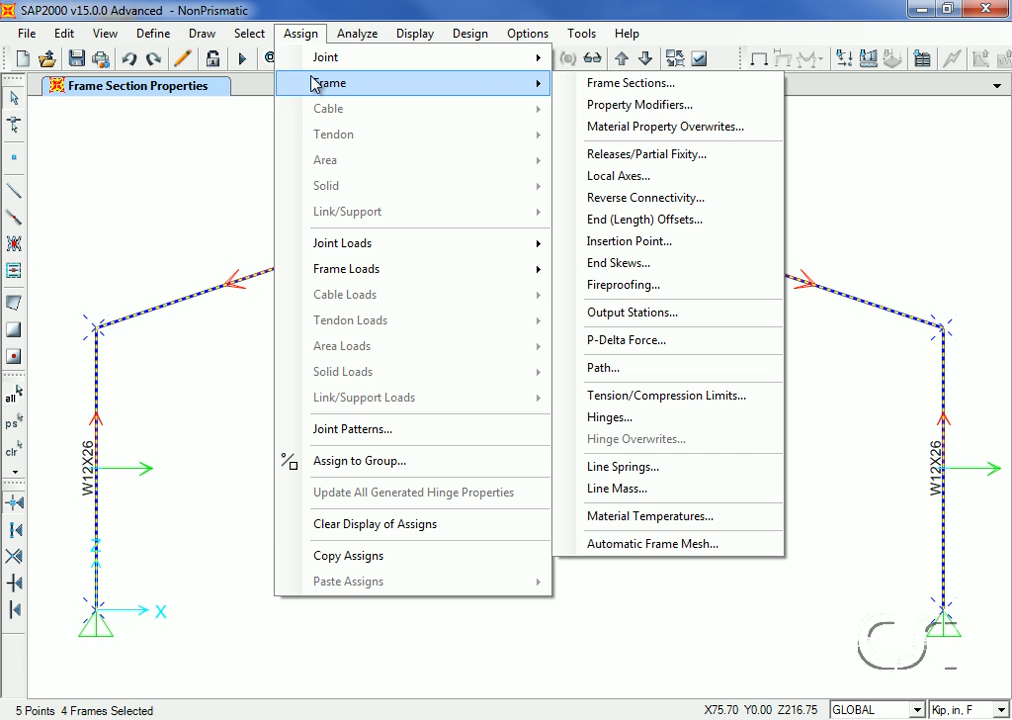 SAP2000 v15.0.0 Advanced - NonPrismatic
File Edit View Define Draw Select Assign Analyze Display Design Options Tools Help
Frame Section Properties
Joint
Frame
Cable
Tendon
Area
Solid
Link/Support
Joint Loads
Frame Loads
Cable Loads
Tendon Loads
Area Loads
Solid Loads
Link/Support Loads
Joint Patterns...
Assign to Group...
Update All Generated Hinge Properties
Clear Display of Assigns
Copy Assigns
Paste Assigns
Frame Sections...
Property Modifiers...
Material Property Overwrites...
Releases/Partial Fixity...
Local Axes...
Reverse Connectivity...
End (Length) Offsets...
Insertion Point...
End Skews...
Fireproofing...
Output Stations...
P-Delta Force...
Path...
Tension/Compression Limits...
Hinges...
Hinge Overwrites...
Line Springs...
Line Mass...
Material Temperatures...
Automatic Frame Mesh...
all
ps
clr
W12X26
W12X26
Z
X
CSI
5 Points 4 Frames Selected
X75.70 Y0.00 Z216.75
GLOBAL
Kip, in, F